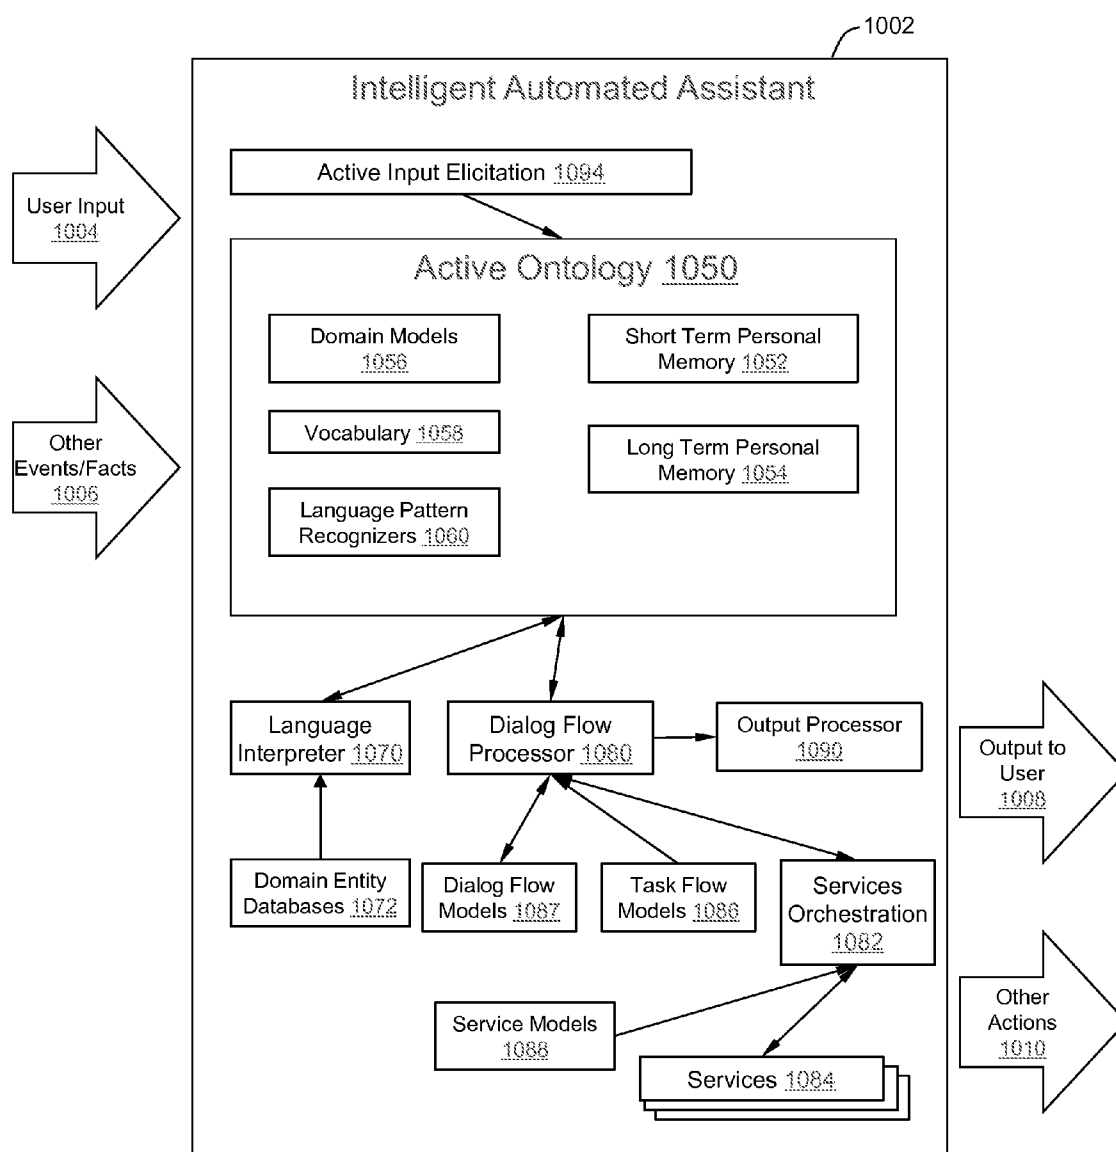 1002
Intelligent Automated Assistant
Active Input Elicitation 1094
User Input
1004
Active Ontology 1050
Domain Models
1056
Short Term Personal
Memory 1052
Vocabulary 1058
Long Term Personal
Memory 1054
Other
Events/Facts
1006
Language Pattern
Recognizers 1060
Language
Interpreter 1070
Dialog Flow
Processor 1080
Output Processor
1090
Output to
User
1008
Domain Entity
Databases 1072
Dialog Flow
Models 1087
Task Flow
Models 1086
Services
Orchestration
1082
Service Models
1088
Other
Actions
1010
Services 1084